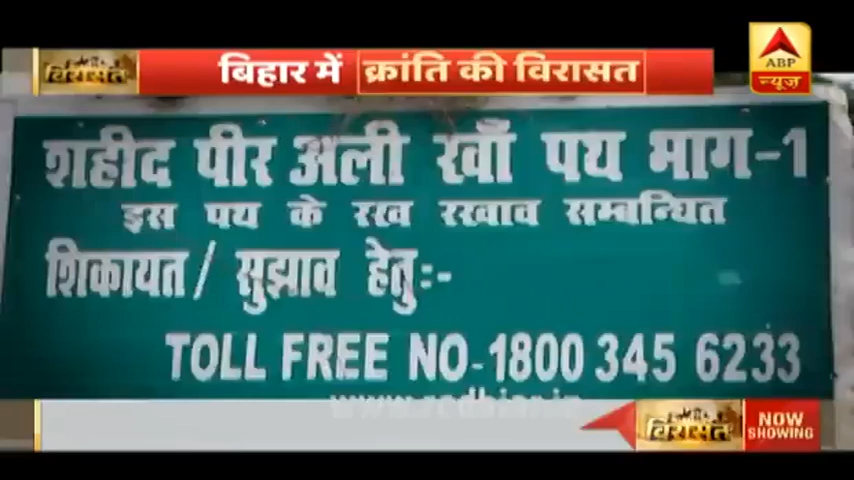 विरासत
बिहार में क्रांति की विरासत
ABP
न्यूज़
शहीद पीर अली खाँ पथ भाग-1
इस पथ के रख रखाव सम्बन्धित
शिकायत/ सुझाव हेतुः-
TOLL FREE NO-1800 345 6233
विरासत
NOW
SHOWING